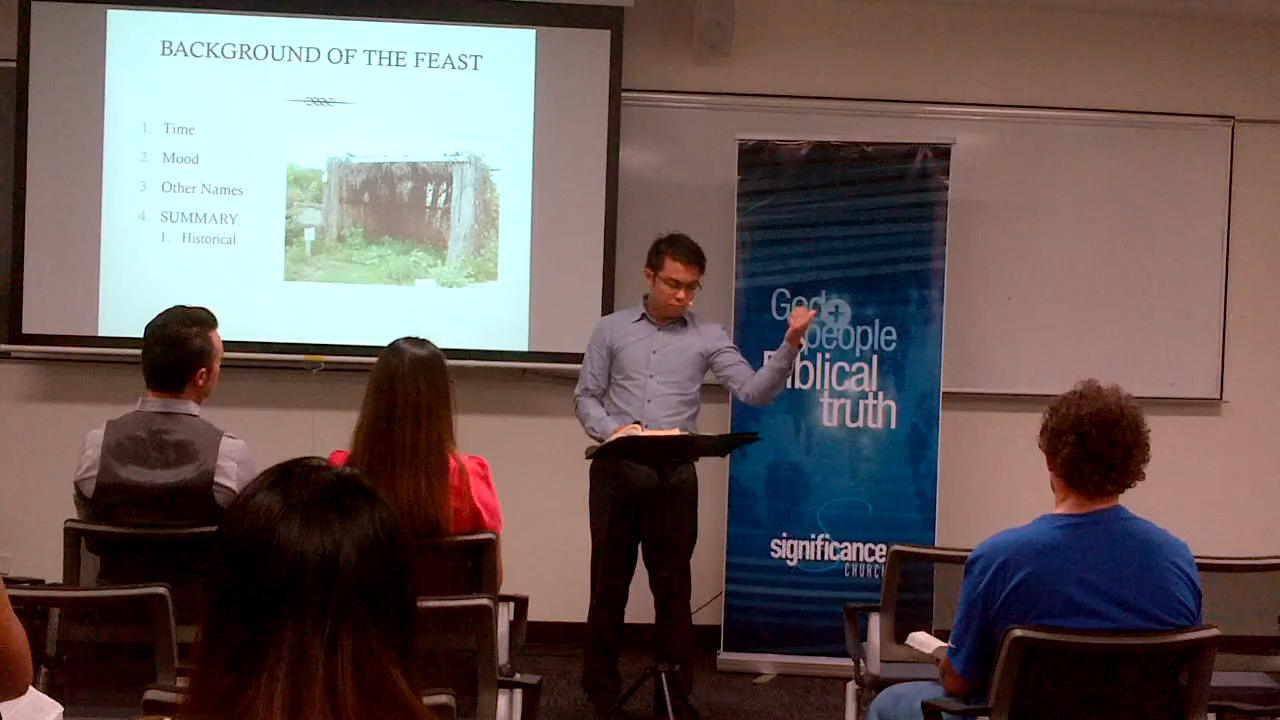 BACKGROUND OF THE FEAST
1. Time
2. Mood
3. Other Names
4. SUMMARY:
1. Historical
God +
people
Biblical
truth
significance
CHURCH